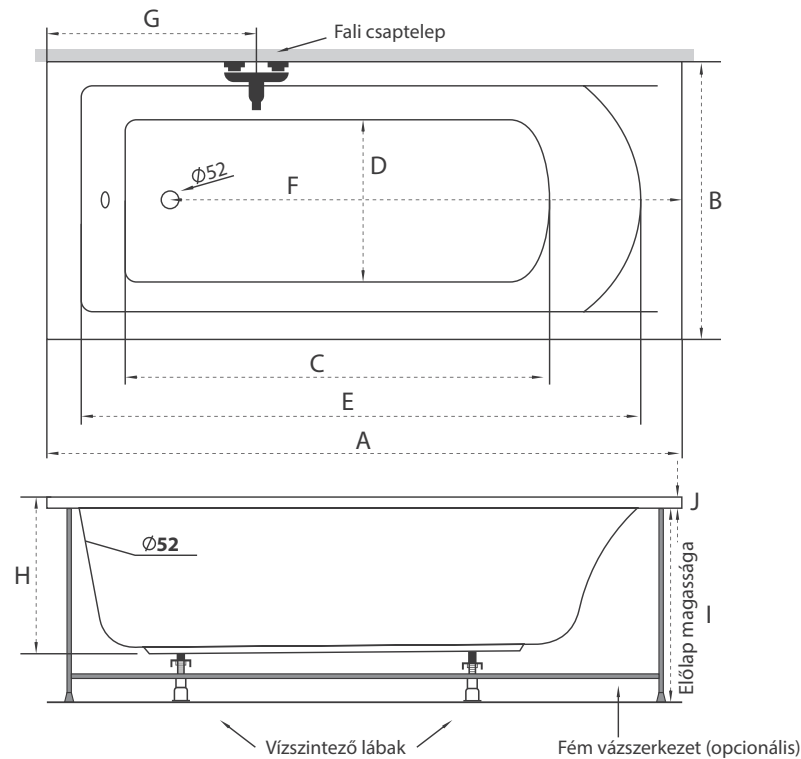 G
Fali csaptelep
Ø52
F
D
B
C
E
A
J
H
Ø52
Előlap magassága
I
Vízszintező lábak
Fém vázszerkezet (opcionális)